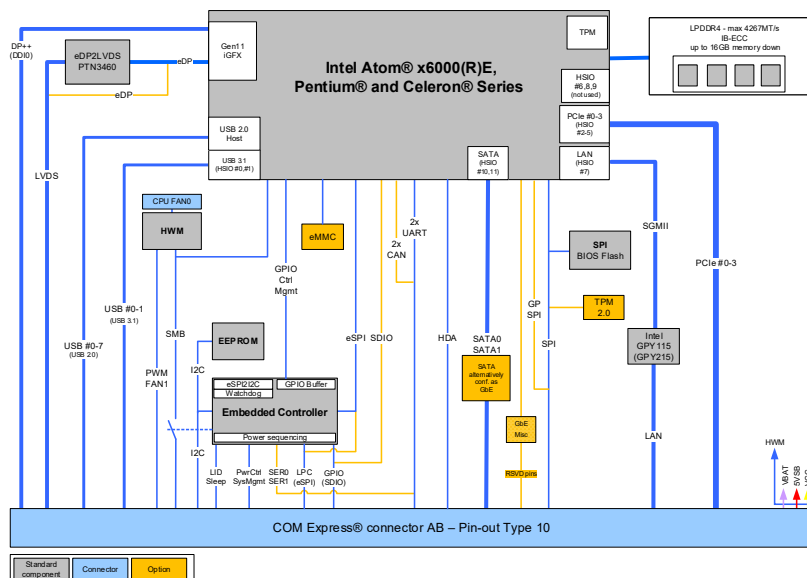 DP++
(DDI0)
eDP2LVDS
PTN3460
eDP
eDP
Gen11
iGFX
TPM
Intel Atom® x6000(R)E,
Pentium® and Celeron® Series
HSIO
#6,8,9
(not used)
LPDDR4 - max 4267MT/s
IB-ECC
up to 16GB memory down
USB 2.0
Host
PCIe #0-3
(HSIO
#2-5)
USB 3.1
(HSIO #0,#1)
SATA
(HSIO
#10,11)
LAN
(HSIO
#7)
LVDS
CPU FAN0
HWM
eMMC
2x
UART
2x
CAN
SPI
BIOS Flash
SGMII
PCIe #0-3
GPIO
Ctrl
Mgmt
USB #0-1
(USB 3.1)
USB #0-7
(USB 2.0)
SMB
EEPROM
eSPI
SDIO
HDA
SATA0
SATA1
GP
SPI
SPI
TPM
2.0
Intel
GPY115
(GPY215)
PWM
FAN1
I2C
eSPI2I2C
Watchdog
GPIO Buffer
Embedded Controller
Power sequencing
SATA
alternatively
conf. as
GbE
GbE
Misc
LAN
I2C
LID
Sleep
PwrCtrl
SysMgmt
SER0
SER1
LPC
(eSPI)
GPIO
(SDIO)
RSVD pins
HWM
VBAT
5VSB
COM Express® connector AB – Pin-out Type 10
Standard
component
Connector
Option